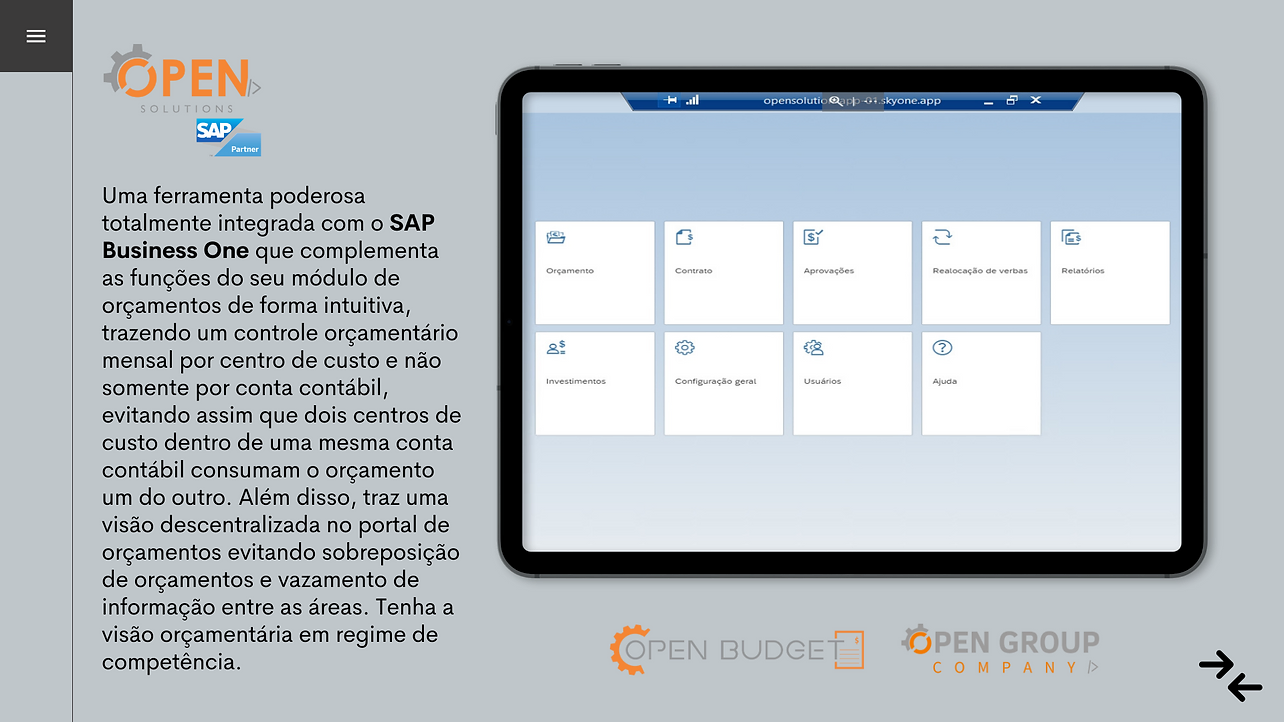 OPEN
SOLUTIONS
SAP
Partner
Uma ferramenta poderosa
totalmente integrada com o SAP
Business One que complementa
as funções do seu módulo de
orçamentos de forma intuitiva,
trazendo um controle orçamentário
mensal por centro de custo e não
somente por conta contábil,
evitando assim que dois centros de
custo dentro de uma mesma conta
contábil consumam o orçamento
um do outro. Além disso, traz uma
visão descentralizada no portal de
orçamentos evitando sobreposição
de orçamentos e vazamento de
informação entre as áreas. Tenha a
visão orçamentária em regime de
competência.
.skyone.app
Orçamento
Contrato
Aprovações
Realocação de verbas
Relatórios
Investimentos
Configuração geral
Usuários
Ajuda
OPEN BUDGET
OPEN GROUP
COMPANY